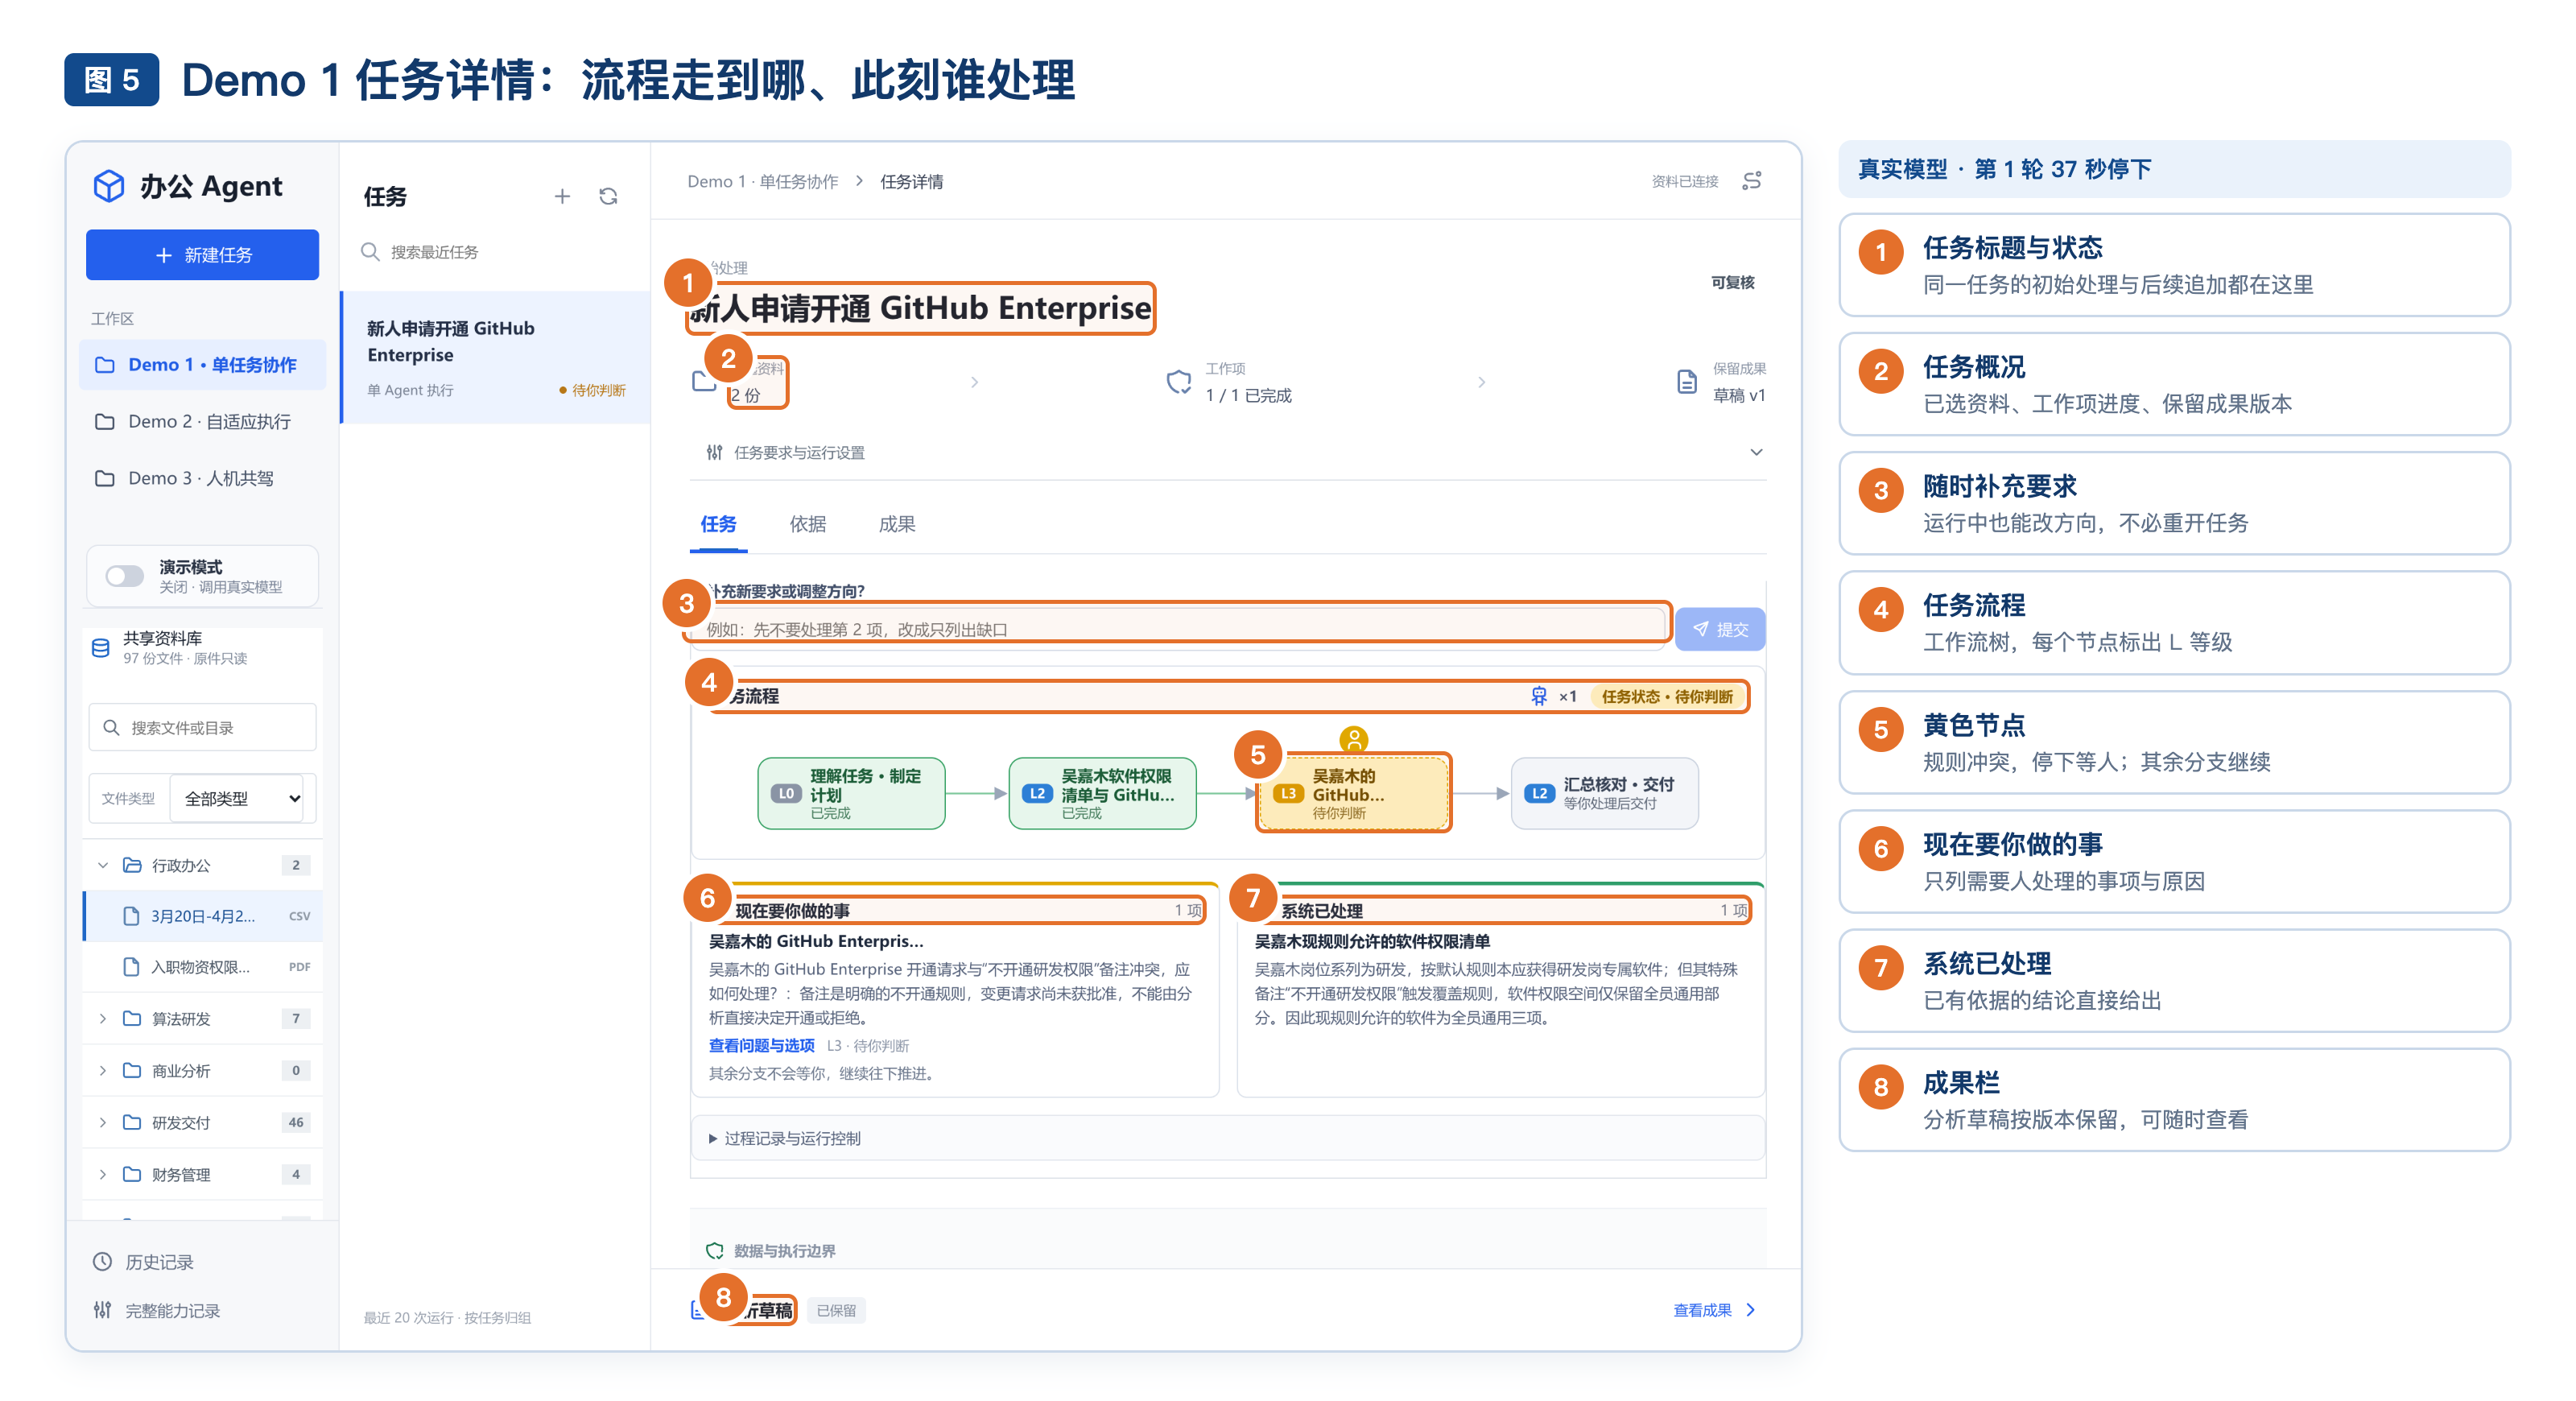 图 5
Demo 1 任务详情：流程走到哪、此刻谁处理
办公 Agent
新建任务
工作区
Demo 1 · 单任务协作
Demo 2 · 自适应执行
Demo 3 · 人机共驾
演示模式
关闭 · 调用真实模型
共享资料库
97 份文件 · 原件只读
搜索文件或目录
文件类型
全部类型
行政办公
2
3月20日-4月2...
CSV
入职物资权限...
PDF
算法研发
7
商业分析
0
研发交付
46
财务管理
4
历史记录
完整能力记录
任务
搜索最近任务
新人申请开通 GitHub
Enterprise
单 Agent 执行
待你判断
最近 20 次运行 · 按任务归组
Demo 1 · 单任务协作 > 任务详情
资料已连接
处理
1
新人申请开通 GitHub Enterprise
可复核
2
资料
2 份
工作项
1 / 1 已完成
保留成果
草稿 v1
任务要求与运行设置
任务
依据
成果
3
补充新要求或调整方向？
例如：先不要处理第 2 项，改成只列出缺口
提交
4
务流程
×1
任务状态 · 待你判断
L0
理解任务 · 制定
计划
已完成
L2
吴嘉木软件权限
清单与 GitHu...
已完成
5
L3
吴嘉木的
GitHub...
待你判断
L2
汇总核对 · 交付
等你处理后交付
6
现在要你做的事
1 项
吴嘉木的 GitHub Enterpris...
吴嘉木的 GitHub Enterprise 开通请求与“不开通研发权限”备注冲突，应
如何处理？：备注是明确的不开通规则，变更请求尚未获批准，不能由分
析直接决定开通或拒绝。
查看问题与选项
L3 · 待你判断
其余分支不会等你，继续往下推进。
7
系统已处理
1 项
吴嘉木现规则允许的软件权限清单
吴嘉木岗位系列为研发，按默认规则本应获得研发岗专属软件；但其特殊
备注“不开通研发权限”触发覆盖规则，软件权限空间仅保留全员通用部
分。因此现规则允许的软件为全员通用三项。
过程记录与运行控制
数据与执行边界
8
析草稿
已保留
查看成果
真实模型 · 第 1 轮 37 秒停下
1
任务标题与状态
同一任务的初始处理与后续追加都在这里
2
任务概况
已选资料、工作项进度、保留成果版本
3
随时补充要求
运行中也能改方向，不必重开任务
4
任务流程
工作流树，每个节点标出 L 等级
5
黄色节点
规则冲突，停下等人；其余分支继续
6
现在要你做的事
只列需要人处理的事项与原因
7
系统已处理
已有依据的结论直接给出
8
成果栏
分析草稿按版本保留，可随时查看